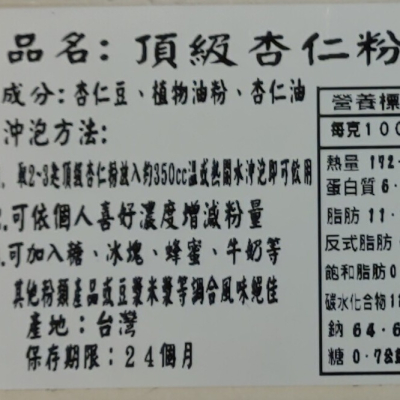 品名: 頂級杏仁粉
成分: 杏仁豆、植物油粉、杏仁油
沖泡方法:
取2~3匙頂級杏仁粉放入約350cc溫或熱開水沖泡即可飲用
可依個人喜好濃度增減粉量
可加入糖、冰塊、蜂蜜、牛奶等
其他粉類產品或豆漿米漿等調合風味絕佳
產地:台灣
保存期限:24個月
營養標
每克100
熱量 172
蛋白質 6.
脂肪 11.
反式脂肪
飽和脂肪0
碳水化合物1
鈉 64.6
糖 0.7公